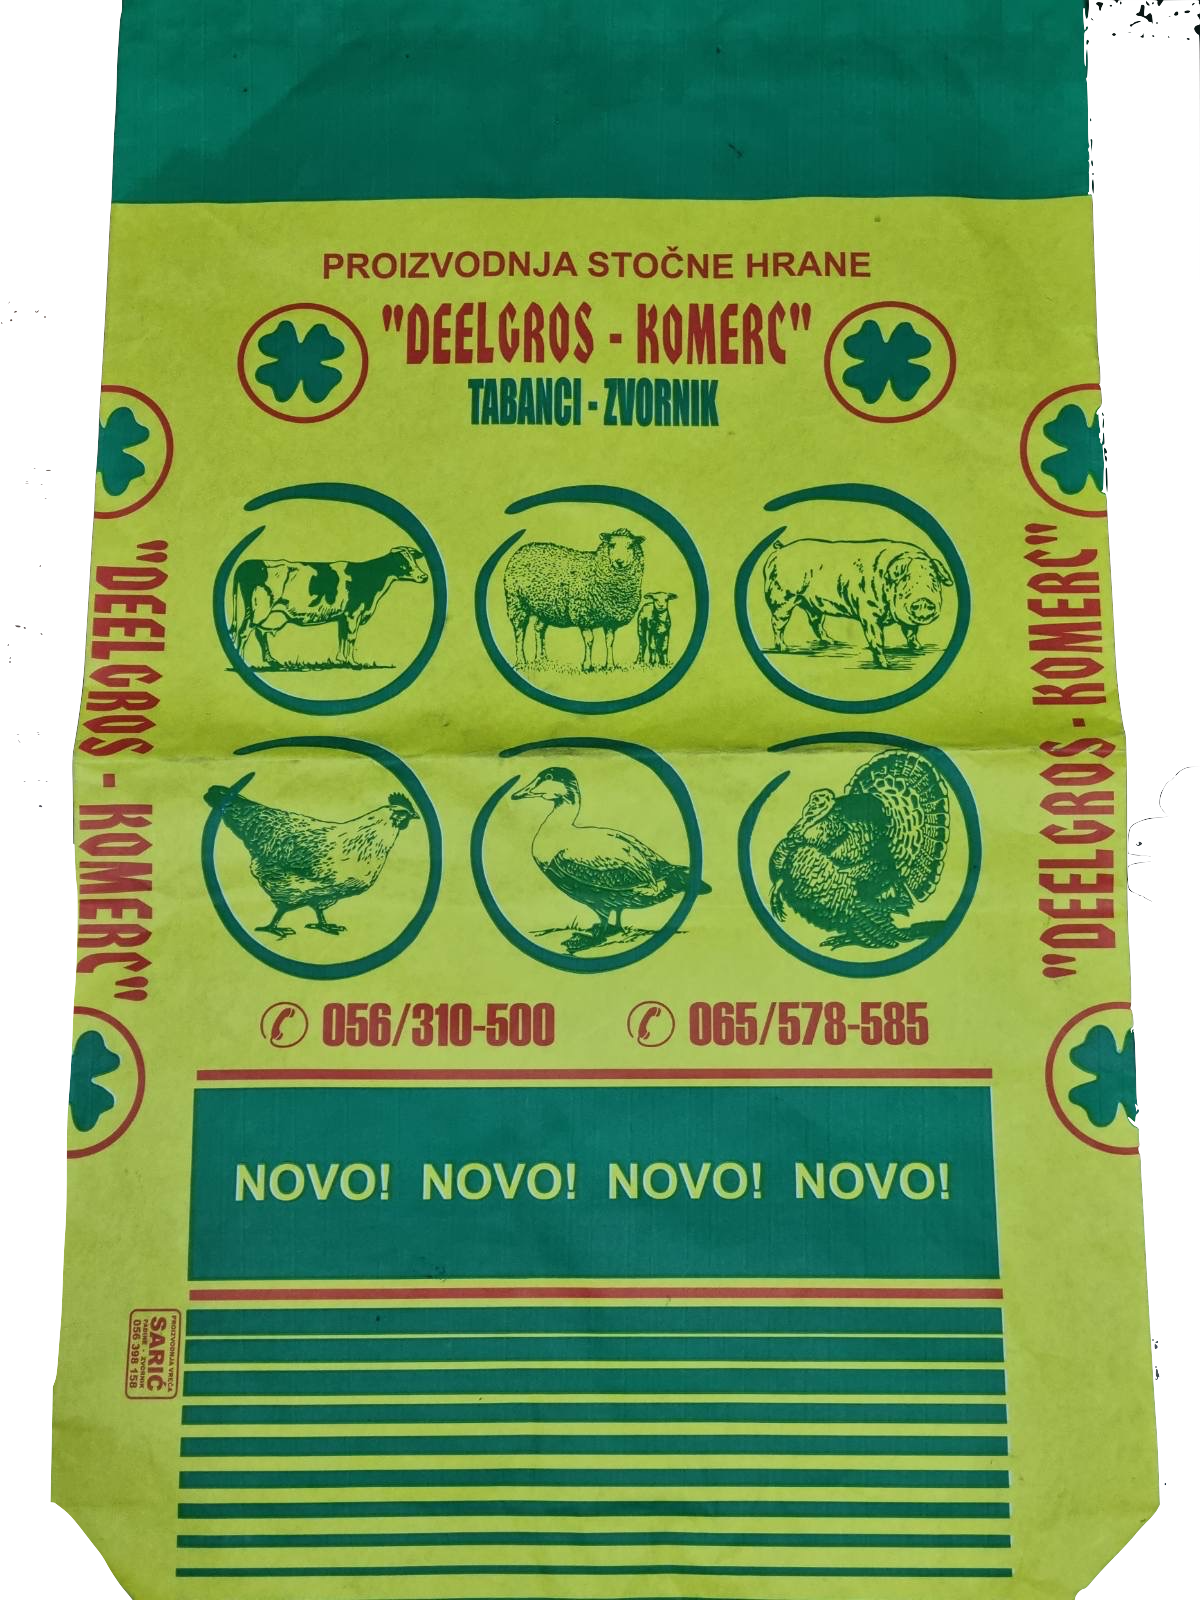 PROIZVODNJA STOČNE HRANE
"DEELGROS - KOMERC"
TABANCI - ZVORNIK
"DEELGROS - KOMERC"
"DEELGROS - KOMERC"
056/310-500 065/578-585
NOVO! NOVO! NOVO! NOVO!
PROIZVODNJA VREĆA
SARIĆ
PADINE - ZVORNIK
056 398 158